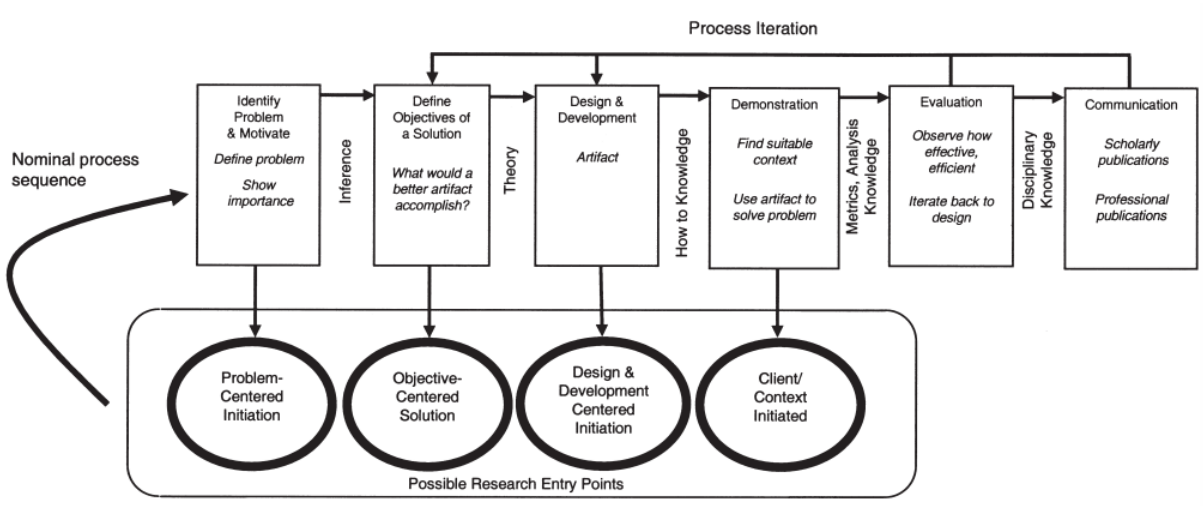 Process Iteration
Nominal process
sequence
Identify
Problem
& Motivate
Define problem
Show
importance
Inference
Define
Objectives of
a Solution
What would a
better artifact
accomplish?
Theory
Design &
Development
Artifact
How to Knowledge
Demonstration
Find suitable
context
Use artifact to
solve problem
Metrics, Analysis
Knowledge
Evaluation
Observe how
effective,
efficient
Iterate back to
design
Disciplinary
Knowledge
Communication
Scholarly
publications
Professional
publications
Problem-
Centered
Initiation
Objective-
Centered
Solution
Design &
Development
Centered
Initiation
Client/
Context
Initiated
Possible Research Entry Points